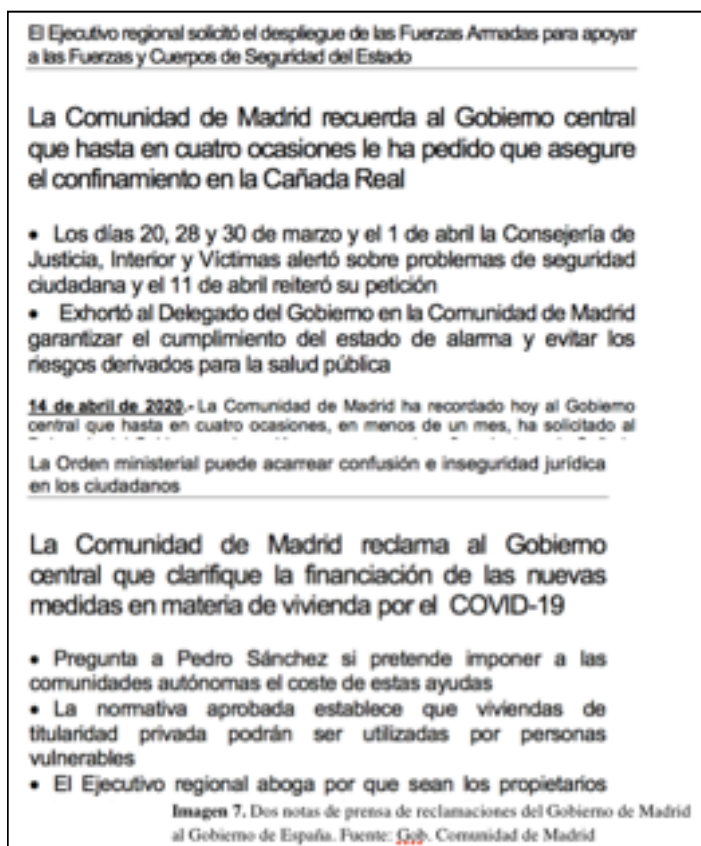 El Ejecutivo regional solicitó el despliegue de las Fuerzas Armadas para apoyar
a las Fuerzas y Cuerpos de Seguridad del Estado
La Comunidad de Madrid recuerda al Gobierno central
que hasta en cuatro ocasiones le ha pedido que asegure
el confinamiento en la Cañada Real
• Los días 20, 28 y 30 de marzo y el 1 de abril la Consejería de
Justicia, Interior y Víctimas alertó sobre problemas de seguridad
ciudadana y el 11 de abril reiteró su petición
• Exhortó al Delegado del Gobierno en la Comunidad de Madrid
garantizar el cumplimiento del estado de alarma y evitar los
riesgos derivados para la salud pública
14 de abril de 2020.- La Comunidad de Madrid ha recordado hoy al Gobierno
central que hasta en cuatro ocasiones, en menos de un mes, ha solicitado al
La Orden ministerial puede acarrear confusión e inseguridad jurídica
en los ciudadanos
La Comunidad de Madrid reclama al Gobierno
central que clarifique la financiación de las nuevas
medidas en materia de vivienda por el COVID-19
• Pregunta a Pedro Sánchez si pretende imponer a las
comunidades autónomas el coste de estas ayudas
• La normativa aprobada establece que viviendas de
titularidad privada podrán ser utilizadas por personas
vulnerables
• El Ejecutivo regional aboga por que sean los propietarios
Imagen 7. Dos notas de prensa de reclamaciones del Gobierno de Madrid
al Gobierno de España. Fuente: Gob. Comunidad de Madrid